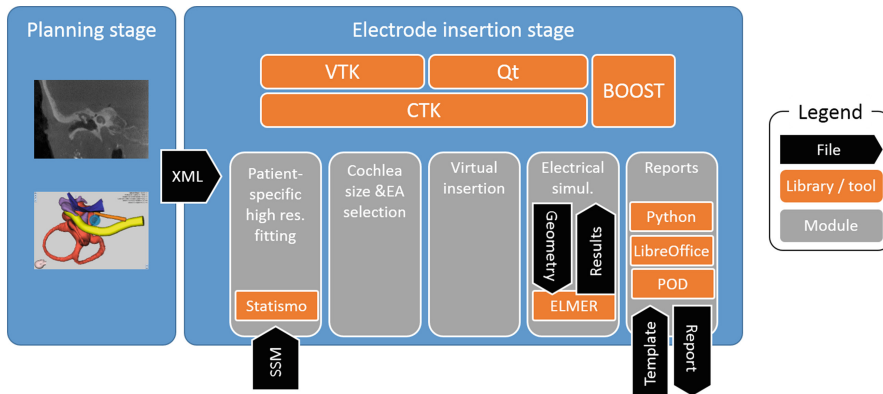 Planning stage
Electrode insertion stage
VTK
Qt
BOOST
CTK
XML
Patient-
specific
high res.
fitting
Statismo
SSM
Cochlea
size &EA
selection
Virtual
insertion
Electrical
simul.
Geometry
Results
ELMER
Reports
Python
LibreOffice
POD
Template
Report
Legend
File
Library / tool
Module